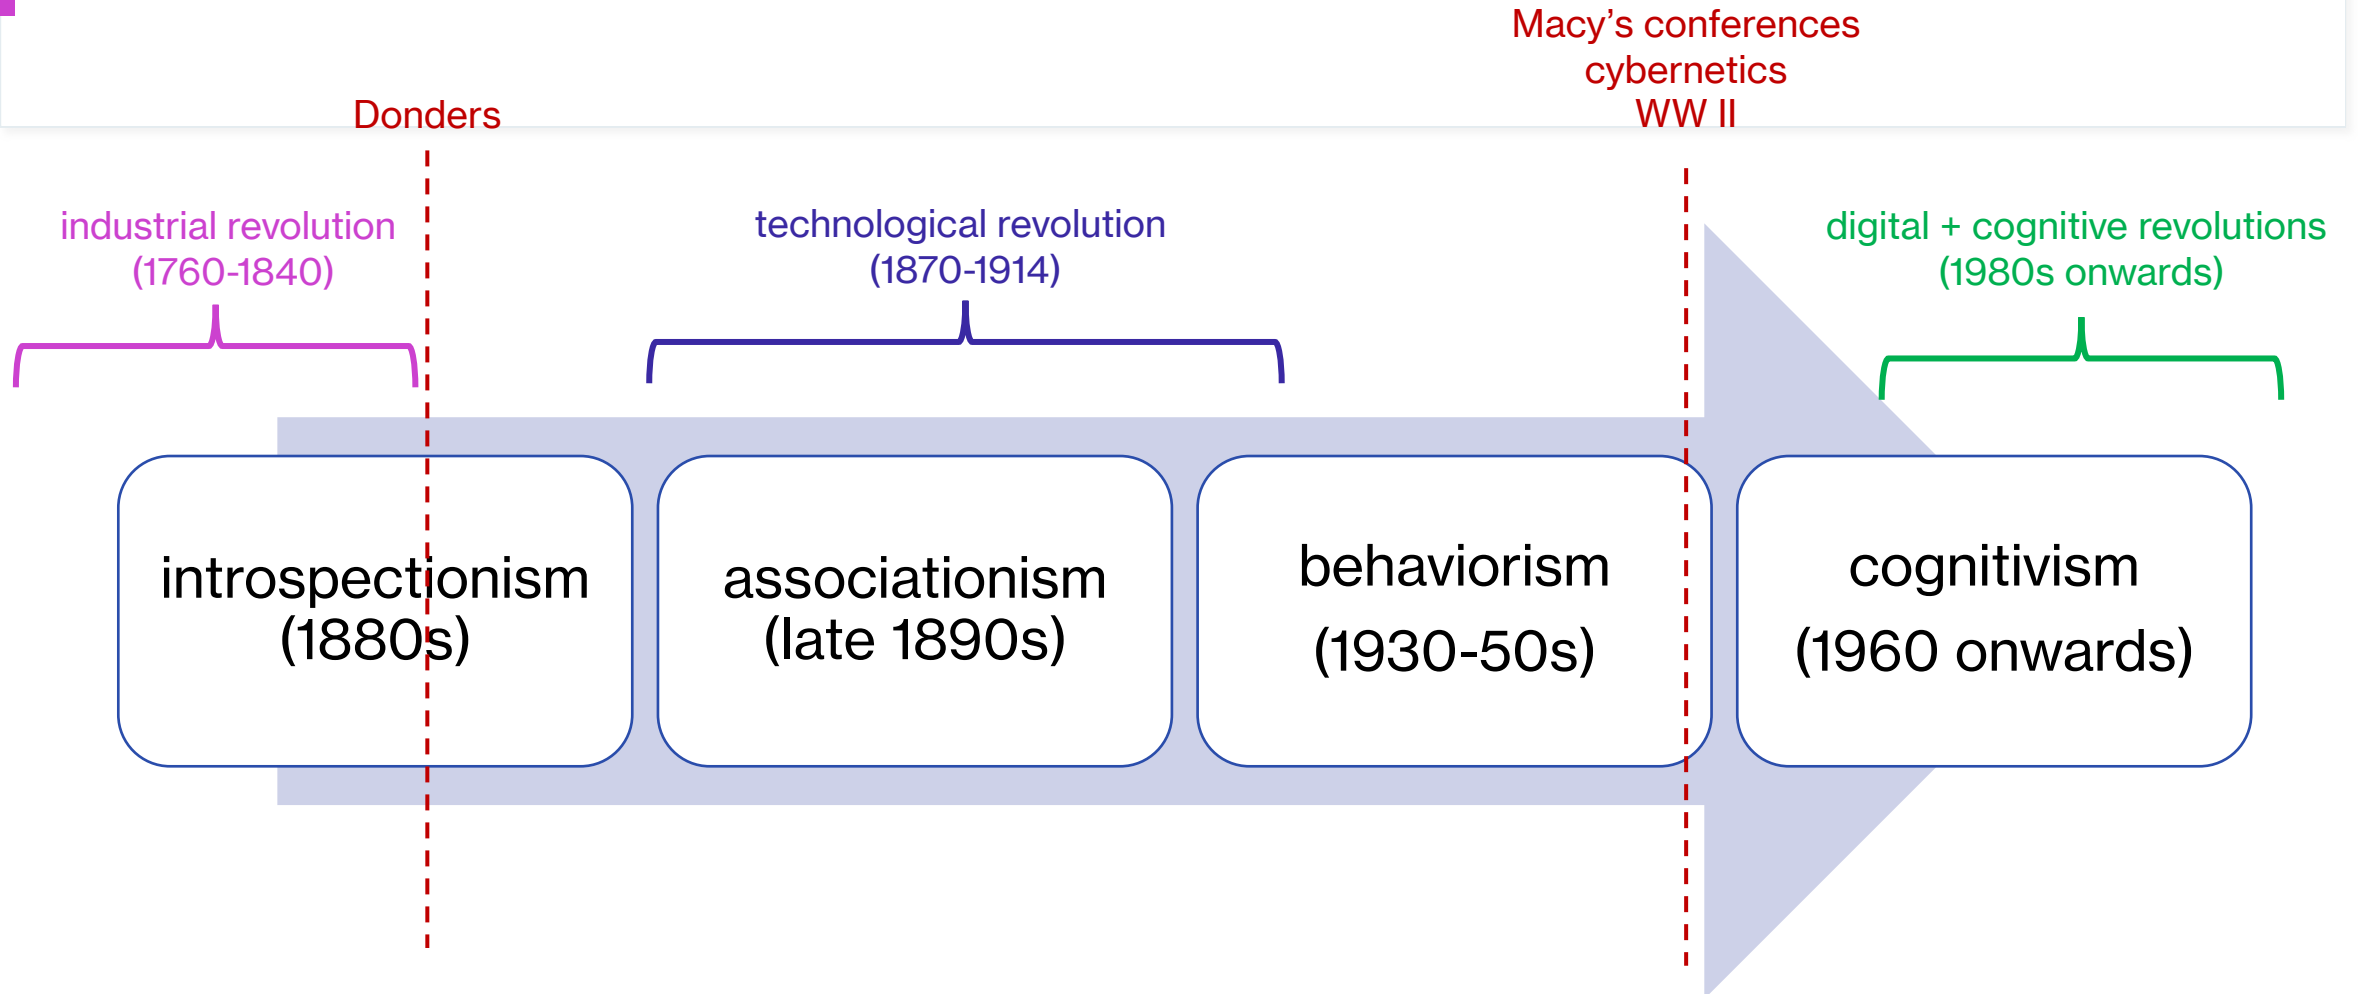 Macy’s conferences
cybernetics
WW II
Donders
industrial revolution
(1760-1840)
technological revolution
(1870-1914)
digital + cognitive revolutions
(1980s onwards)
introspectionism
(1880s)
associationism
(late 1890s)
behaviorism
(1930-50s)
cognitivism
(1960 onwards)